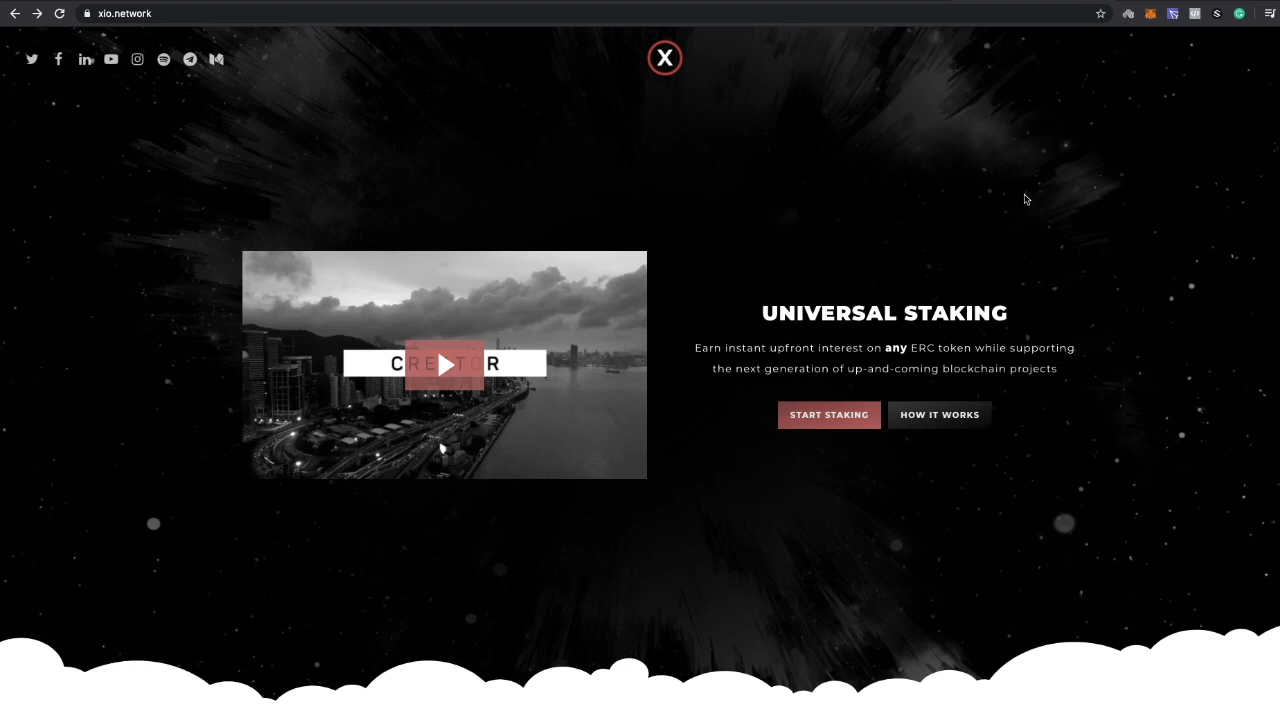 xio.network
X
CREATOR
UNIVERSAL STAKING
Earn instant upfront interest on any ERC token while supporting
the next generation of up-and-coming blockchain projects
START STAKING
HOW IT WORKS